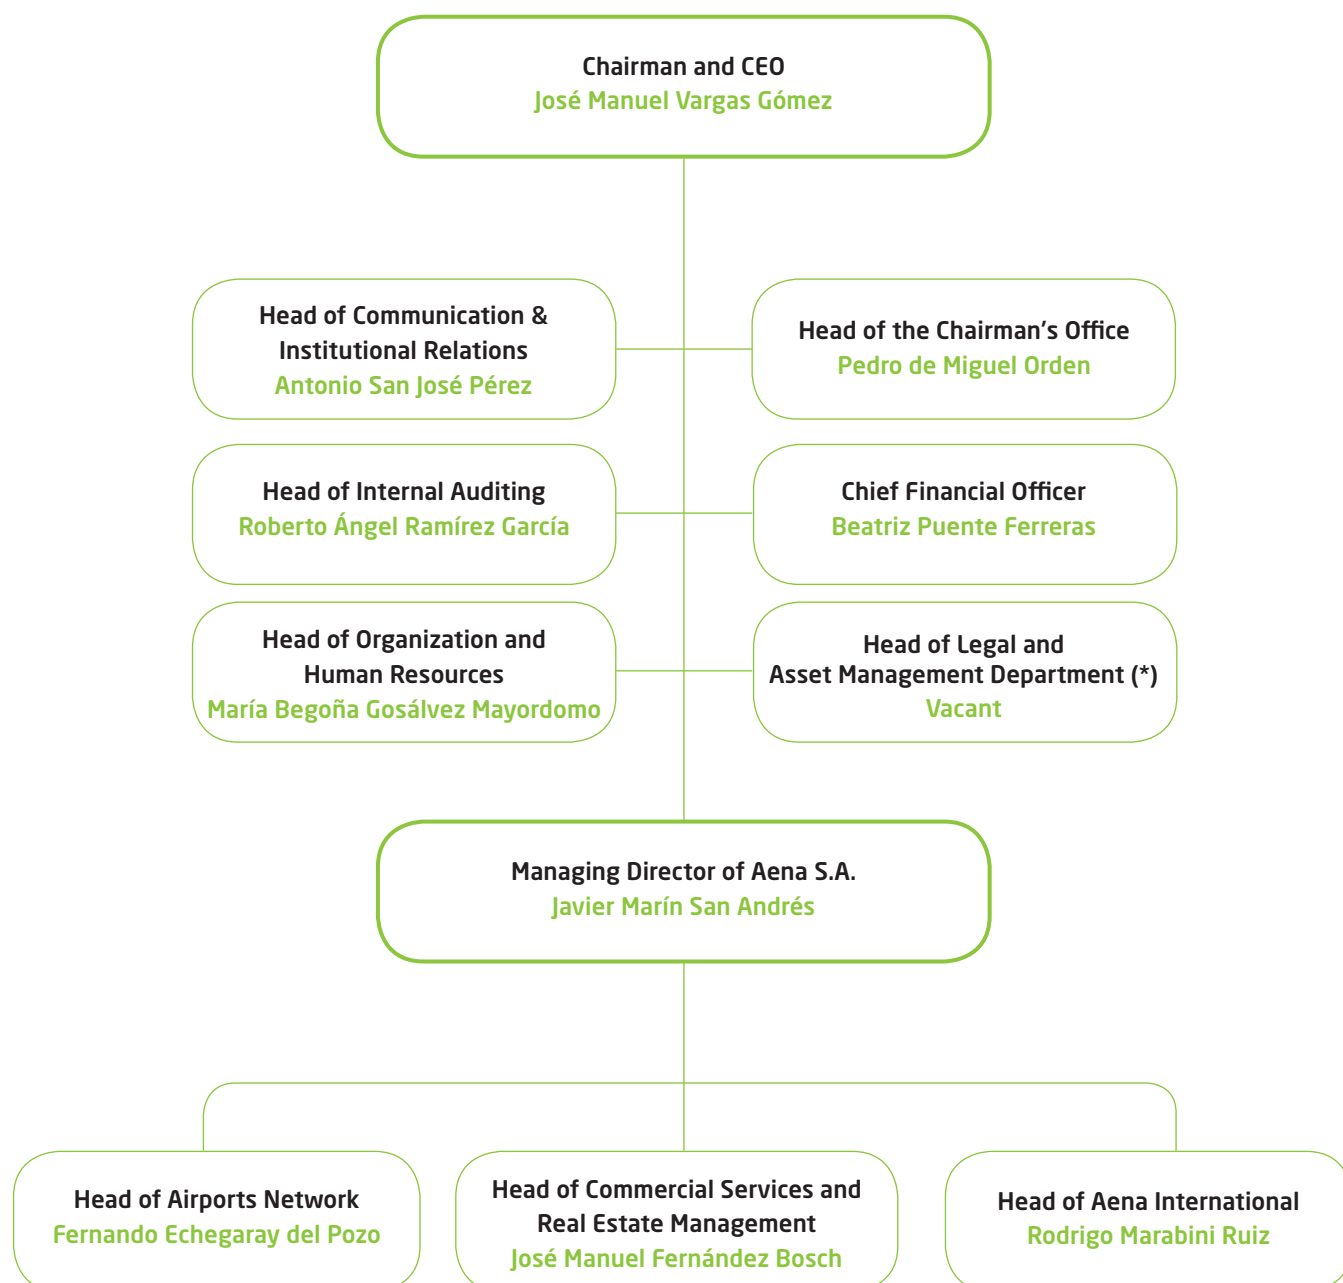 Chairman and CEO
José Manuel Vargas Gómez
Head of Communication &
Institutional Relations
Antonio San José Pérez
Head of the Chairman's Office
Pedro de Miguel Orden
Head of Internal Auditing
Roberto Ángel Ramírez García
Chief Financial Officer
Beatriz Puente Ferreras
Head of Organization and
Human Resources
María Begoña Gosálvez Mayordomo
Head of Legal and
Asset Management Department (*)
Vacant
Managing Director of Aena S.A.
Javier Marín San Andrés
Head of Airports Network
Fernando Echegaray del Pozo
Head of Commercial Services and
Real Estate Management
José Manuel Fernández Bosch
Head of Aena International
Rodrigo Marabini Ruiz